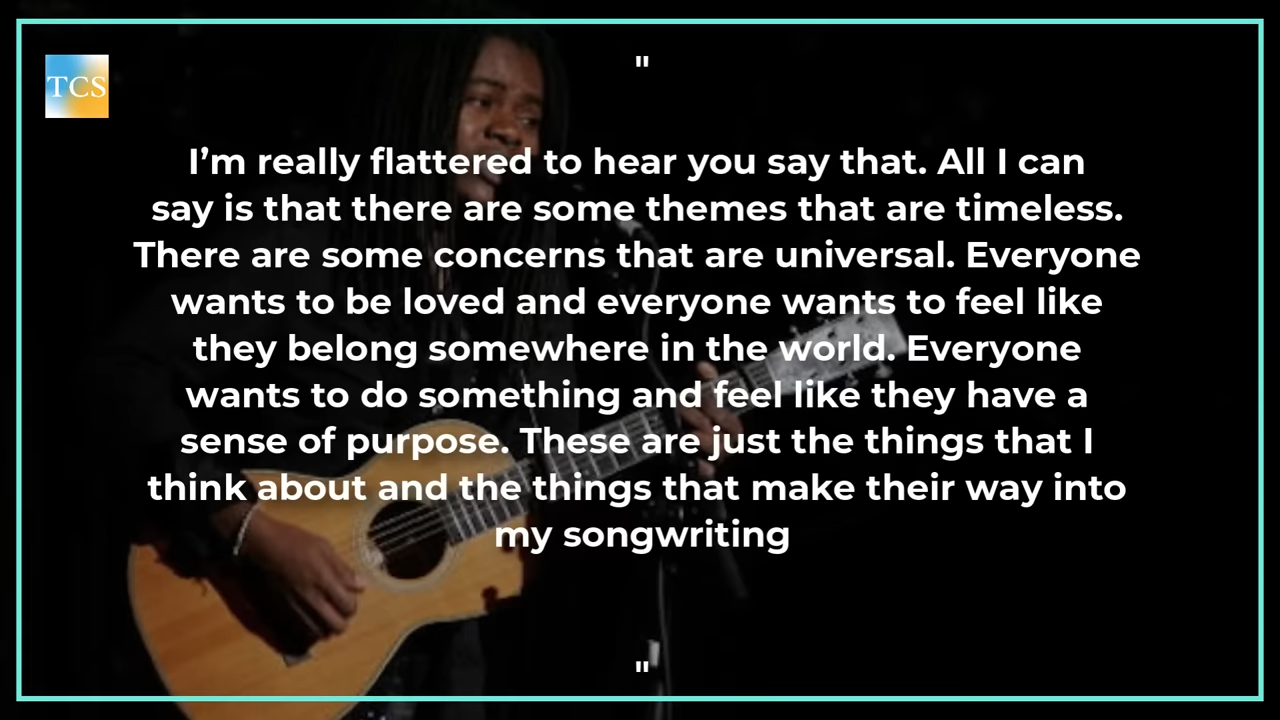 TCS
"
I’m really flattered to hear you say that. All I can
say is that there are some themes that are timeless.
There are some concerns that are universal. Everyone
wants to be loved and everyone wants to feel like
they belong somewhere in the world. Everyone
wants to do something and feel like they have a
sense of purpose. These are just the things that I
think about and the things that make their way into
my songwriting
"